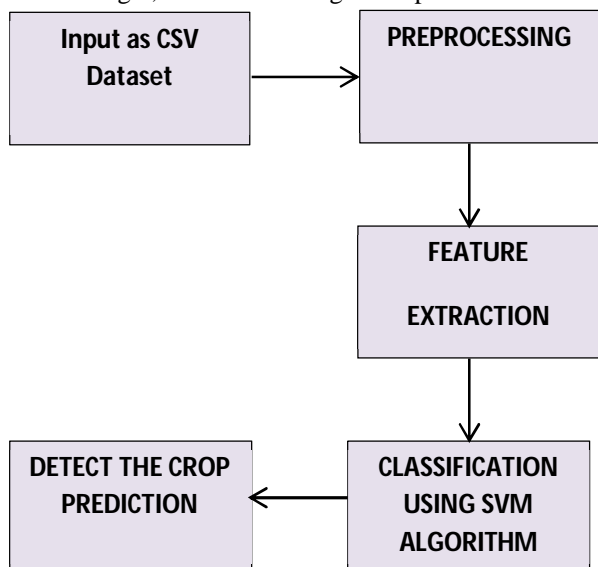 Input as CSV
Dataset
PREPROCESSING
FEATURE
EXTRACTION
CLASSIFICATION
USING SVM
ALGORITHM
DETECT THE CROP
PREDICTION